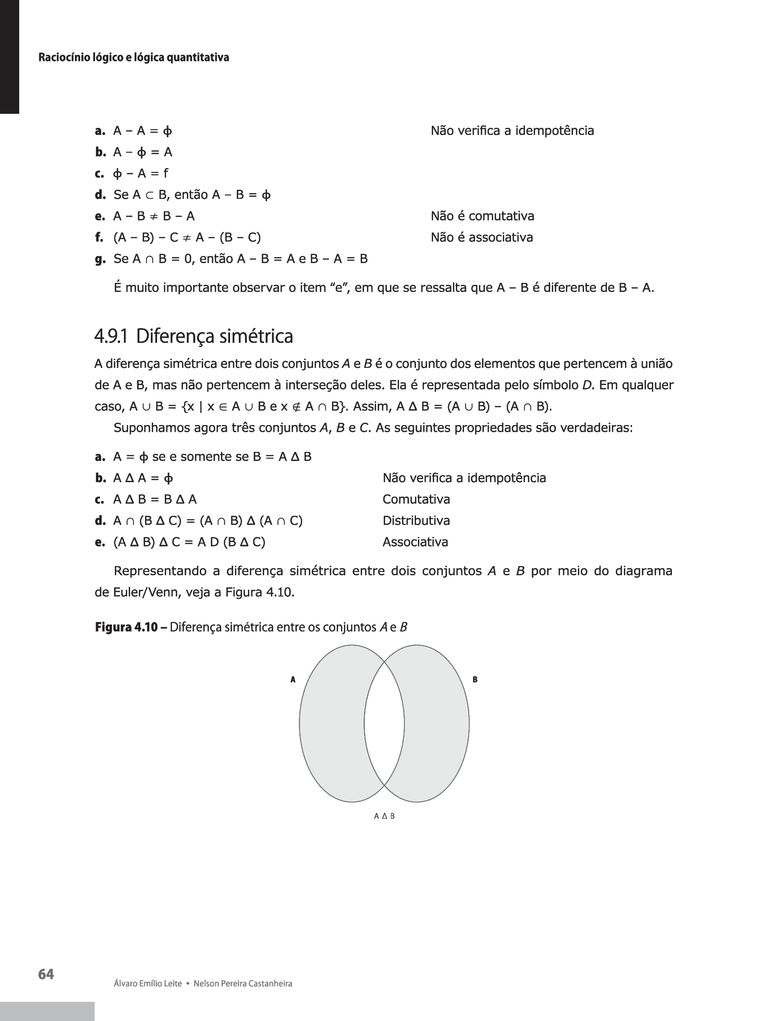 Raciocínio lógico e lógica quantitativa
a. A – A = ϕ Não verifica a idempotência
b. A – ϕ = A
c. ϕ – A = f
d. Se A ⊂ B, então A – B = ϕ
e. A – B ≠ B – A Não é comutativa
f. (A – B) – C ≠ A – (B – C) Não é associativa
g. Se A ∩ B = 0, então A – B = A e B – A = B
É muito importante observar o item “e”, em que se ressalta que A – B é diferente de B – A.
4.9.1 Diferença simétrica
A diferença simétrica entre dois conjuntos A e B é o conjunto dos elementos que pertencem à união
de A e B, mas não pertencem à interseção deles. Ela é representada pelo símbolo D. Em qualquer
caso, A ∪ B = {x | x ∈ A ∪ B e x ∉ A ∩ B}. Assim, A Δ B = (A ∪ B) – (A ∩ B).
Suponhamos agora três conjuntos A, B e C. As seguintes propriedades são verdadeiras:
a. A = ϕ se e somente se B = A Δ B
b. A Δ A = ϕ Não verifica a idempotência
c. A Δ B = B Δ A Comutativa
d. A ∩ (B Δ C) = (A ∩ B) Δ (A ∩ C) Distributiva
e. (A Δ B) Δ C = A D (B Δ C) Associativa
Representando a diferença simétrica entre dois conjuntos A e B por meio do diagrama
de Euler/Venn, veja a Figura 4.10.
Figura 4.10 – Diferença simétrica entre os conjuntos A e B
A B
A Δ B
64
Álvaro Emílio Leite • Nelson Pereira Castanheira